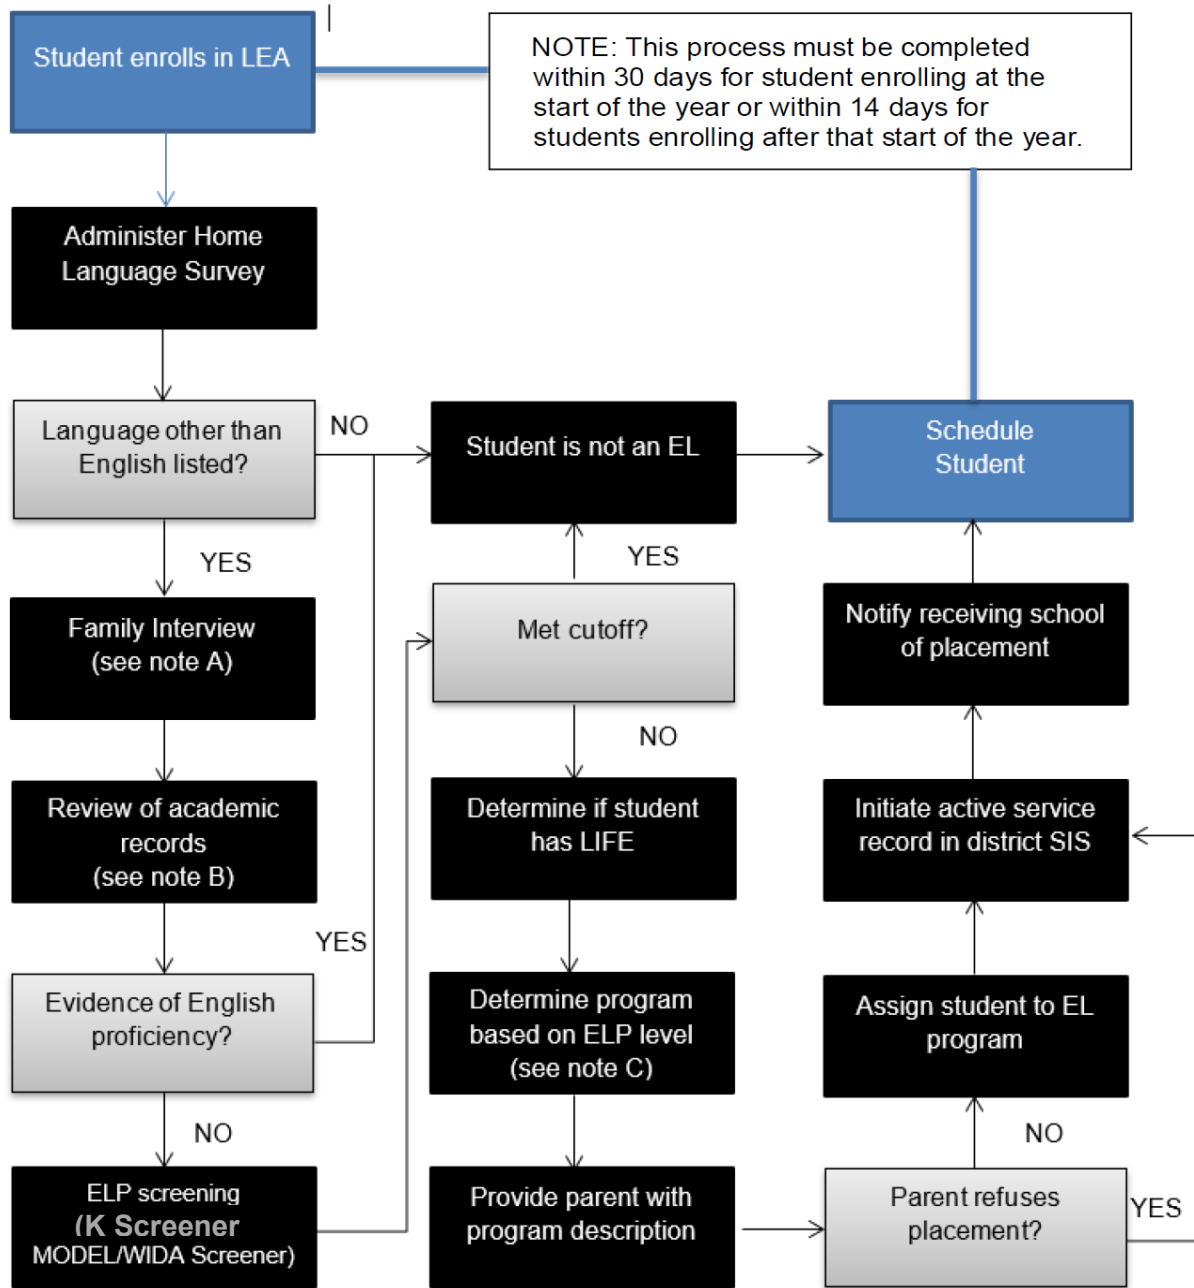 Student enrolls in LEA
NOTE: This process must be completed
within 30 days for student enrolling at the
start of the year or within 14 days for
students enrolling after that start of the year.
Administer Home
Language Survey
Language other than
English listed?
NO
Student is not an EL
Schedule
Student
YES
YES
Family Interview
(see note A)
Met cutoff?
Notify receiving school
of placement
NO
Review of academic
records
(see note B)
Determine if student
has LIFE
Initiate active service
record in district SIS
YES
Evidence of English
proficiency?
Determine program
based on ELP level
(see note C)
Assign student to EL
program
NO
NO
ELP screening
(K Screener
MODEL/WIDA Screener)
Provide parent with
program description
Parent refuses
placement?
YES